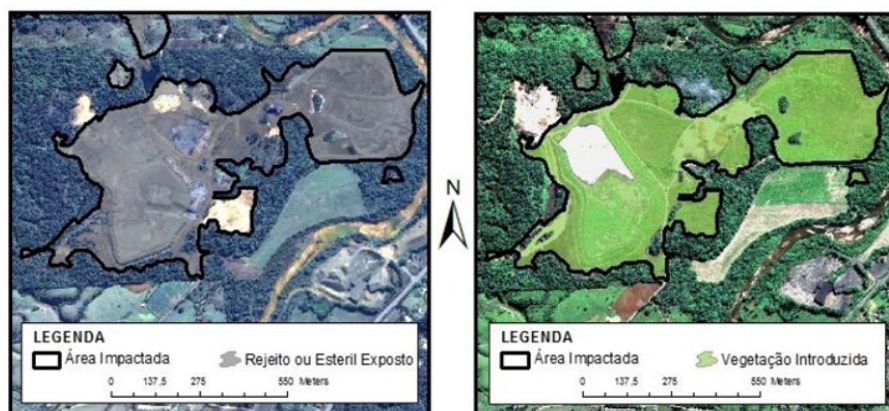 LEGENDA
Área Impactada
Rejeito ou Esteril Exposto
0 137,5 275 550 Meters
N
LEGENDA
Área Impactada
Vegetação Introduzida
0 137,5 275 550 Meters